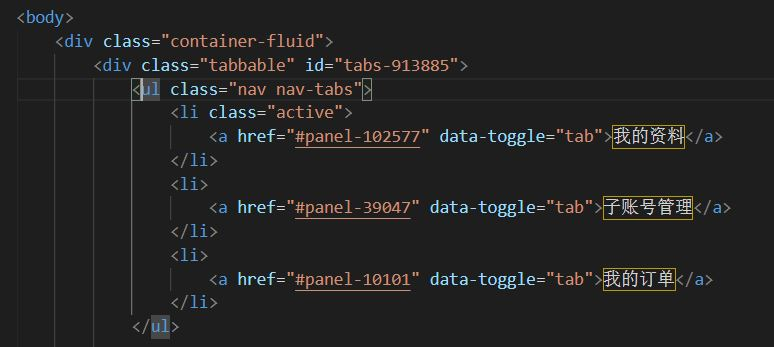 <body>
<div class="container-fluid">
<div class="tabbable" id="tabs-913885">
<ul class="nav nav-tabs">
<li class="active">
<a href="#panel-102577" data-toggle="tab">我的资料</a>
</li>
<li>
<a href="#panel-39047" data-toggle="tab">子账号管理</a>
</li>
<li>
<a href="#panel-10101" data-toggle="tab">我的订单</a>
</li>
</ul>